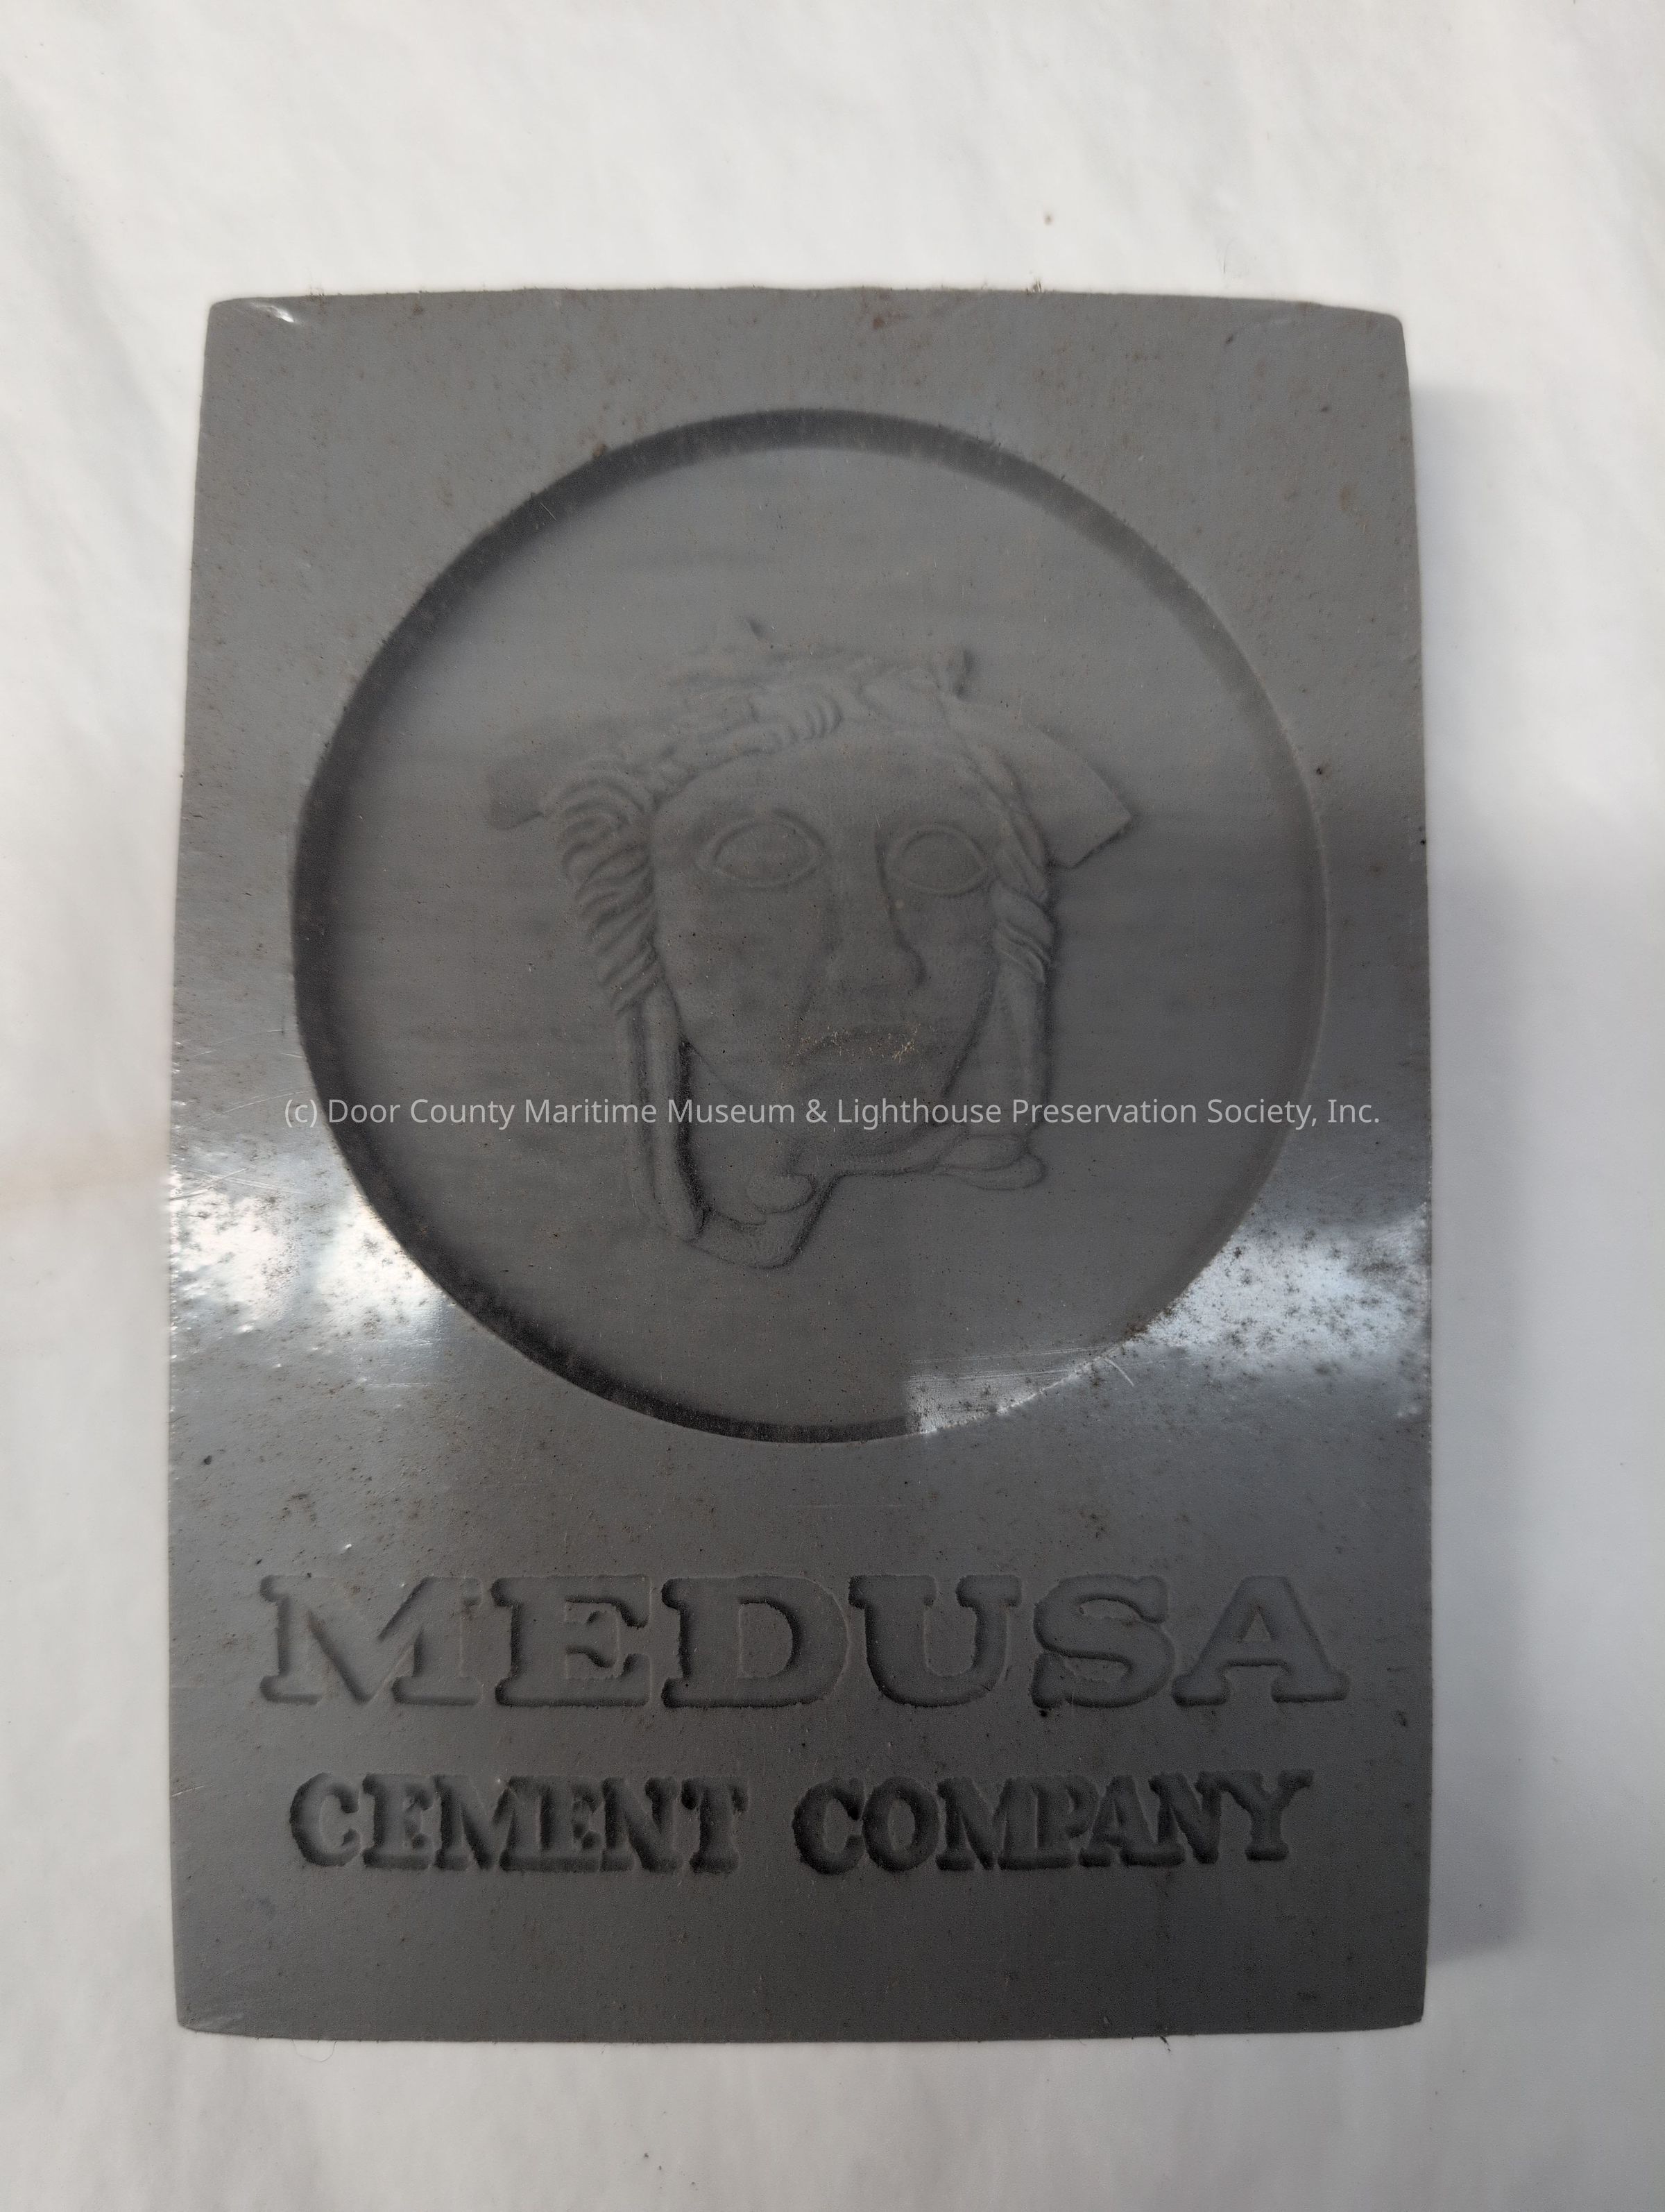 (c) Door County Maritime Museum & Lighthouse Preservation Society, Inc.
MEDUSA
CEMENT COMPANY